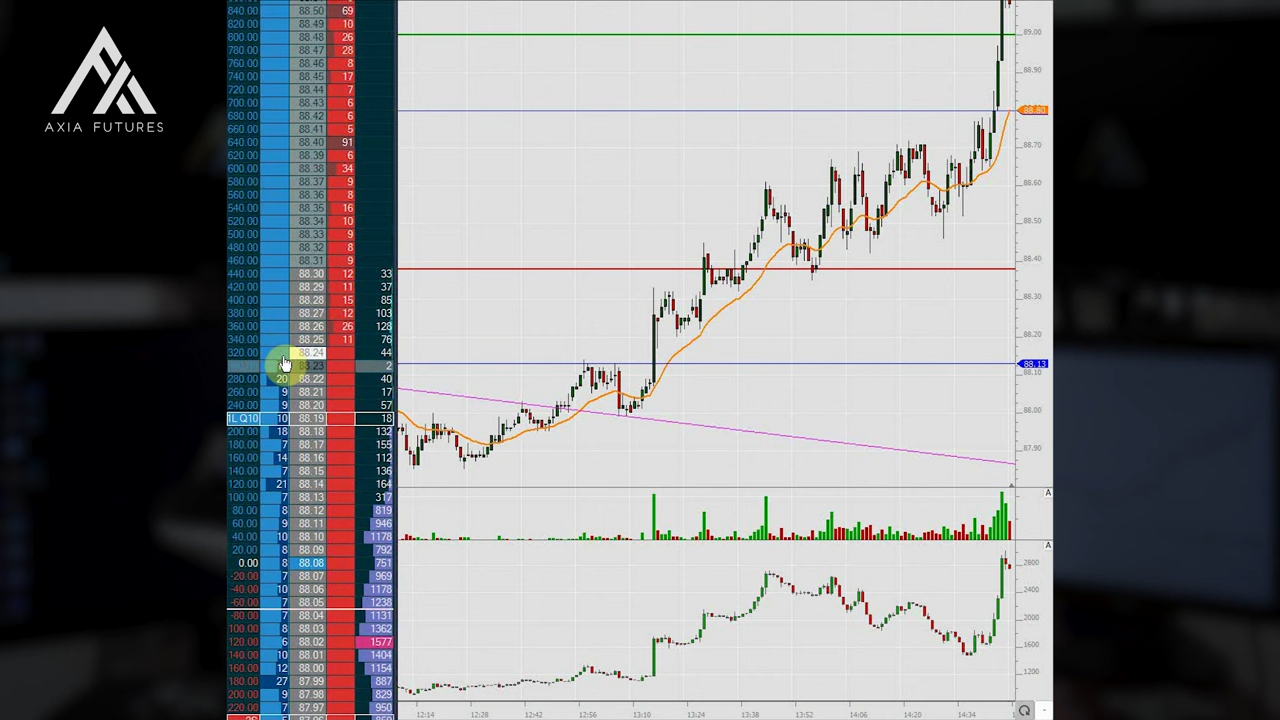 AXIA FUTURES
840.00 88.50 69
820.00 88.49 10
800.00 88.48 26
780.00 88.47 28
760.00 88.46 8
740.00 88.45 17
720.00 88.44 7
700.00 88.43 6
680.00 88.42 6
660.00 88.41 5
640.00 88.40 91
620.00 88.39 6
600.00 88.38 34
580.00 88.37 9
560.00 88.36 8
540.00 88.35 16
520.00 88.34 10
500.00 88.33 9
480.00 88.32 8
460.00 88.31 9
440.00 88.30 12 33
420.00 88.29 11 37
400.00 88.28 15 85
380.00 88.27 12 103
360.00 88.26 26 128
340.00 88.25 11 76
320.00 88.24 44
88.23 2
280.00 20 88.22 40
260.00 9 88.21 17
240.00 9 88.20 57
1L Q10 10 88.19 18
200.00 18 88.18 132
180.00 7 88.17 155
160.00 14 88.16 112
140.00 7 88.15 136
120.00 21 88.14 164
100.00 7 88.13 317
80.00 8 88.12 819
60.00 9 88.11 946
40.00 10 88.10 1178
20.00 8 88.09 792
0.00 8 88.08 751
-20.00 7 88.07 969
-40.00 10 88.06 1178
-60.00 7 88.05 1238
-80.00 7 88.04 1131
100.00 8 88.03 1362
120.00 6 88.02 1577
140.00 10 88.01 1404
160.00 12 88.00 1154
180.00 27 87.99 887
200.00 9 87.98 829
220.00 7 87.97 950
89.00
88.90
88.80
88.70
88.60
88.50
88.40
88.30
88.20
88.13
88.10
88.00
87.90
A
A
2800
2400
2000
1600
1200
12:14 12:28 12:42 12:56 13:10 13:24 13:38 13:52 14:06 14:20 14:34